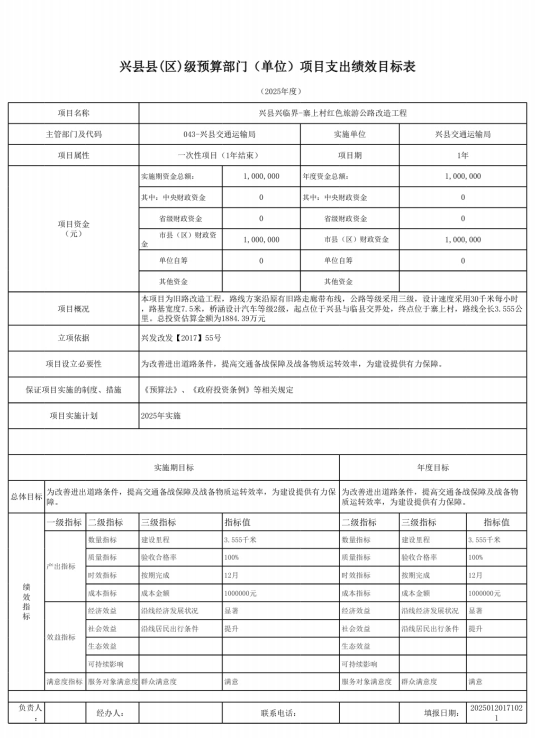 兴县县(区)级预算部门（单位）项目支出绩效目标表
（2025年度）
项目名称 兴县兴临界-寨上村红色旅游公路改造工程
主管部门及代码 043-兴县交通运输局 实施单位 兴县交通运输局
项目属性 一次性项目（1年结束） 项目期 1年
项目资金
（元）
实施期资金总额: 1,000,000 年度资金总额: 1,000,000
其中: 中央财政资金 0 其中: 中央财政资金 0
省级财政资金 0 省级财政资金 0
市县（区）财政资
金 1,000,000 市县（区）财政资金 1,000,000
单位自筹 0 单位自筹 0
其他资金 其他资金
项目概况
本项目为旧路改造工程, 路线方案沿原有旧路走廊带布线, 公路等级采用三级, 设计速度采用30千米每小时
, 路基宽度7.5米, 桥涵设计汽车等级2级, 起点位于兴县与临县交界处, 终点位于寨上村, 路线全长3.555公
里。总投资估算金额为1884.39万元
立项依据 兴发改发【2017】55号
项目设立必要性 为改善进出道路条件, 提高交通备战保障及战备物质运转效率, 为建设提供有力保障。
保证项目实施的制度、措施 《预算法》、《政府投资条例》等相关规定
项目实施计划 2025年实施
实施期目标 年度目标
总体目标
为改善进出道路条件, 提高交通备战保障及战备物质运转效率, 为建设提供有力保
障。
为改善进出道路条件, 提高交通备战保障及战备物
质运转效率, 为建设提供有力保障。
绩
效
指
标
一级指标 二级指标 三级指标 指标值 二级指标 三级指标 指标值
产出指标
数量指标 建设里程 3.555千米 数量指标 建设里程 3.555千米
质量指标 验收合格率 100% 质量指标 验收合格率 100%
时效指标 按期完成 12月 时效指标 按期完成 12月
成本指标 成本金额 1000000元 成本指标 成本金额 1000000元
效益指标
经济效益 沿线经济发展状况 显著 经济效益 沿线经济发展状况 显著
社会效益 沿线居民出行条件 提升 社会效益 沿线居民出行条件 提升
生态效益 生态效益
可持续影响 可持续影响
满意度指标 服务对象满意度 群众满意度 满意 服务对象满意度 群众满意度 满意
负责人
: 经办人: 联系电话: 填报日期: 2025012017102
1